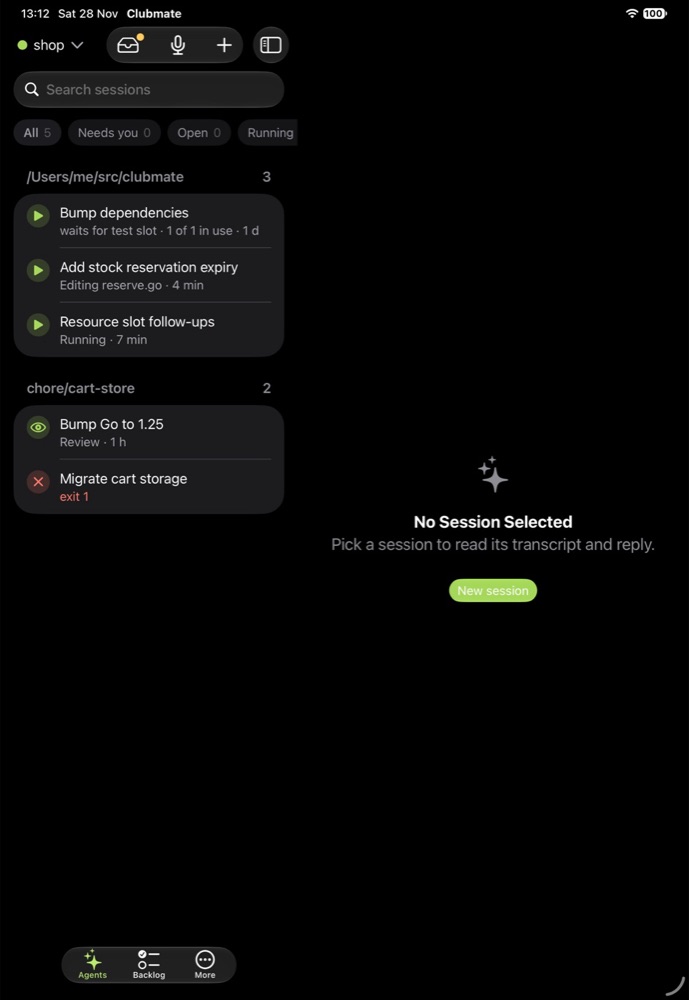 13:12 Sat 28 Nov Clubmate
100
shop
Search sessions
All 5 Needs you 0 Open 0 Running
/Users/me/src/clubmate 3
Bump dependencies
waits for test slot · 1 of 1 in use · 1 d
Add stock reservation expiry
Editing reserve.go · 4 min
Resource slot follow-ups
Running · 7 min
chore/cart-store 2
Bump Go to 1.25
Review · 1 h
Migrate cart storage
exit 1
No Session Selected
Pick a session to read its transcript and reply.
New session
Agents Backlog More